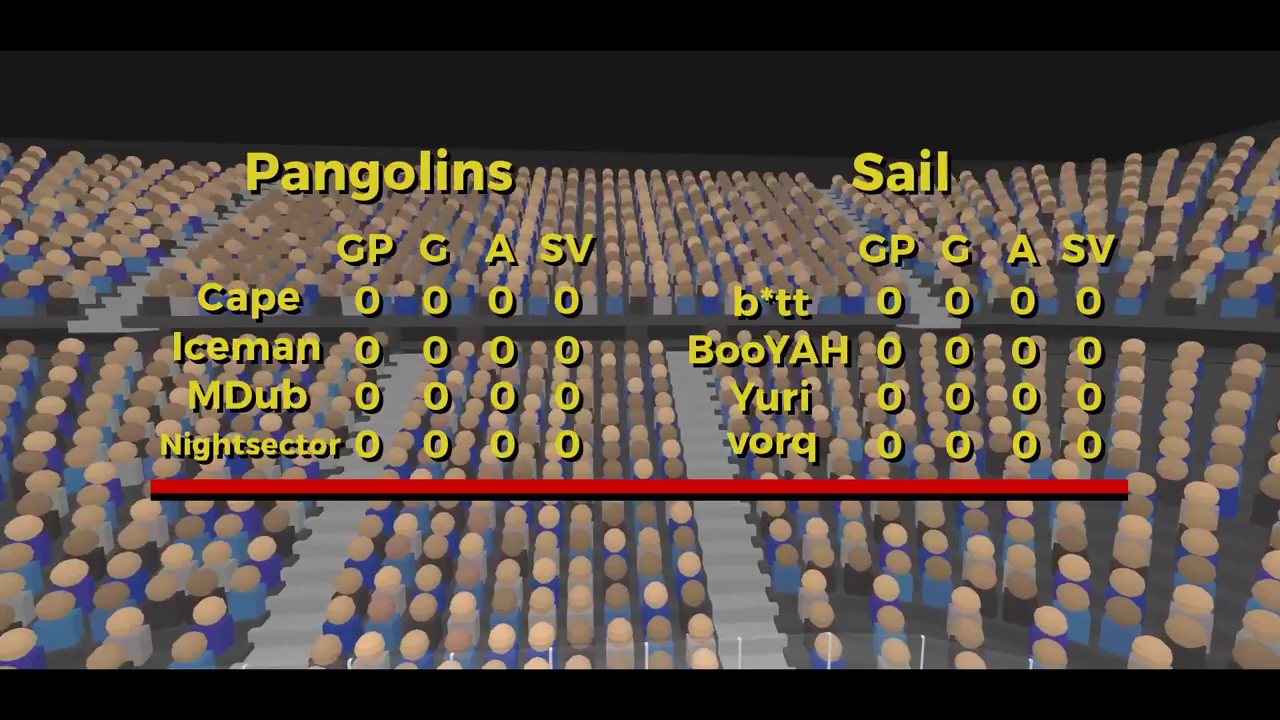 Pangolins Sail
GP G A SV GP G A SV
Cape 0 0 0 0 b*tt 0 0 0 0
Iceman 0 0 0 0 BooYAH 0 0 0 0
MDub 0 0 0 0 Yuri 0 0 0 0
Nightsector 0 0 0 0 vorq 0 0 0 0